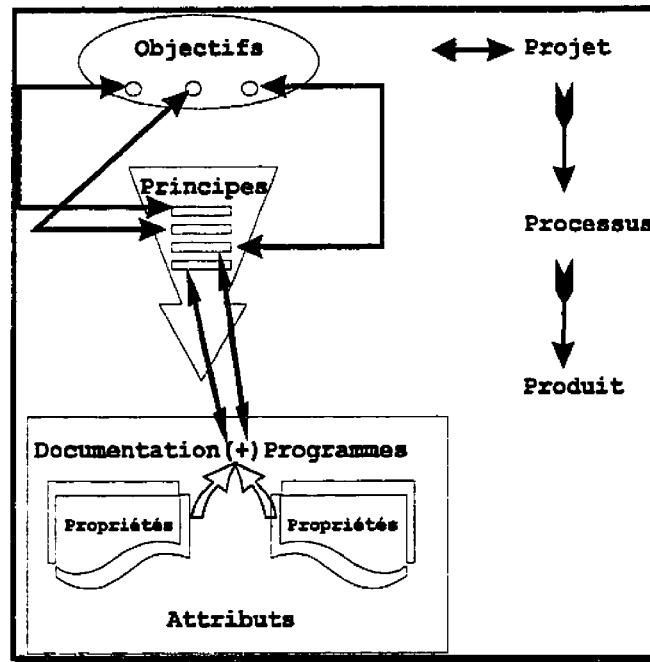 Objectifs
Projet
Principes
Processus
Produit
Documentation(+)Programmes
Propriétés
Propriétés
Attributs